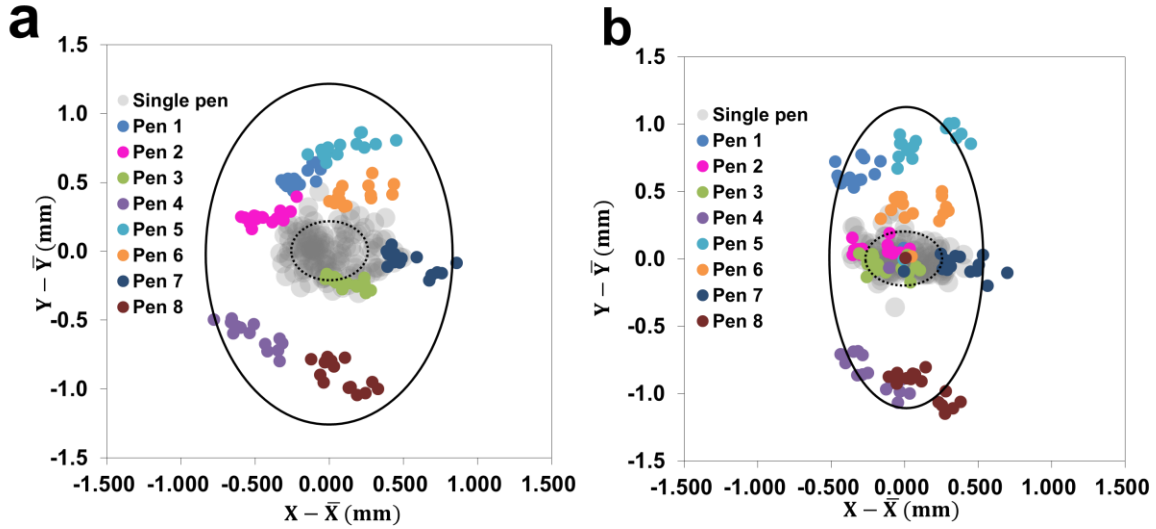 a
1.5
1.0
0.5
0.0
-0.5
-1.0
-1.5
Y − Y̅ (mm)
Single pen
Pen 1
Pen 2
Pen 3
Pen 4
Pen 5
Pen 6
Pen 7
Pen 8
-1.500 -1.000 -0.500 0.000 0.500 1.000 1.500
X − X̅ (mm)
b
1.5
1.0
0.5
0.0
-0.5
-1.0
-1.5
Y − Y̅ (mm)
Single pen
Pen 1
Pen 2
Pen 3
Pen 4
Pen 5
Pen 6
Pen 7
Pen 8
-1.500 -1.000 -0.500 0.000 0.500 1.000 1.500
X − X̅ (mm)